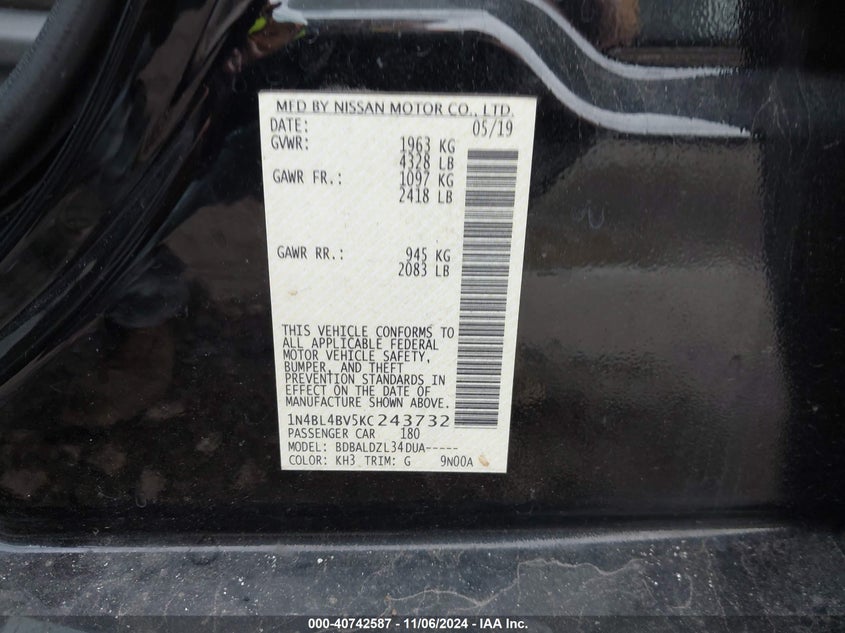 MFD BY NISSAN MOTOR CO., LTD.
DATE: 05/19
GVWR: 1963 KG
4328 LB
GAWR FR.: 1097 KG
2418 LB
GAWR RR.: 945 KG
2083 LB
THIS VEHICLE CONFORMS TO
ALL APPLICABLE FEDERAL
MOTOR VEHICLE SAFETY,
BUMPER, AND THEFT
PREVENTION STANDARDS IN
EFFECT ON THE DATE OF
MANUFACTURE SHOWN ABOVE.
1N4BL4BV5KC243732
PASSENGER CAR 180
MODEL: BDBALDZL34DUA-----
COLOR: KH3 TRIM: G 9N00A
000-40742587 - 11/06/2024 - IAA Inc.